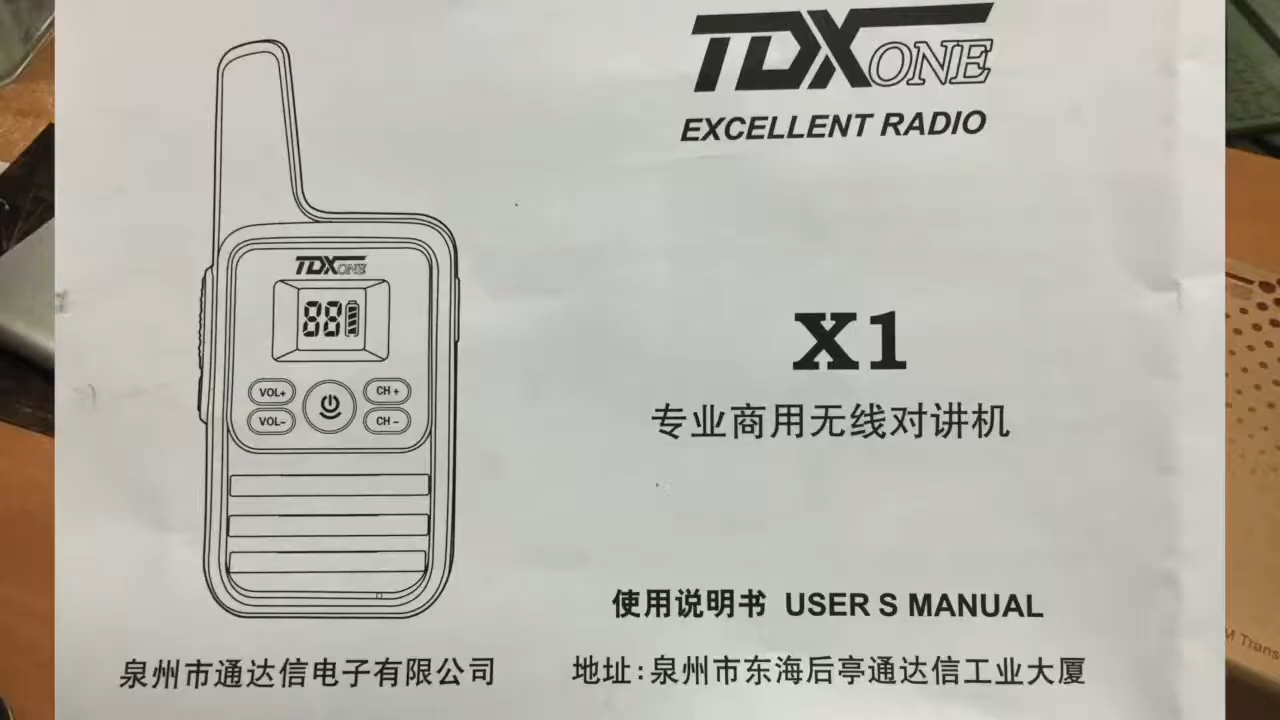 TDXONE
EXCELLENT RADIO
TDXONE
88
VOL+
CH +
VOL-
CH -
X1
专业商用无线对讲机
使用说明书 USER S MANUAL
泉州市通达信电子有限公司
地址:泉州市东海后亭通达信工业大厦
M Trans